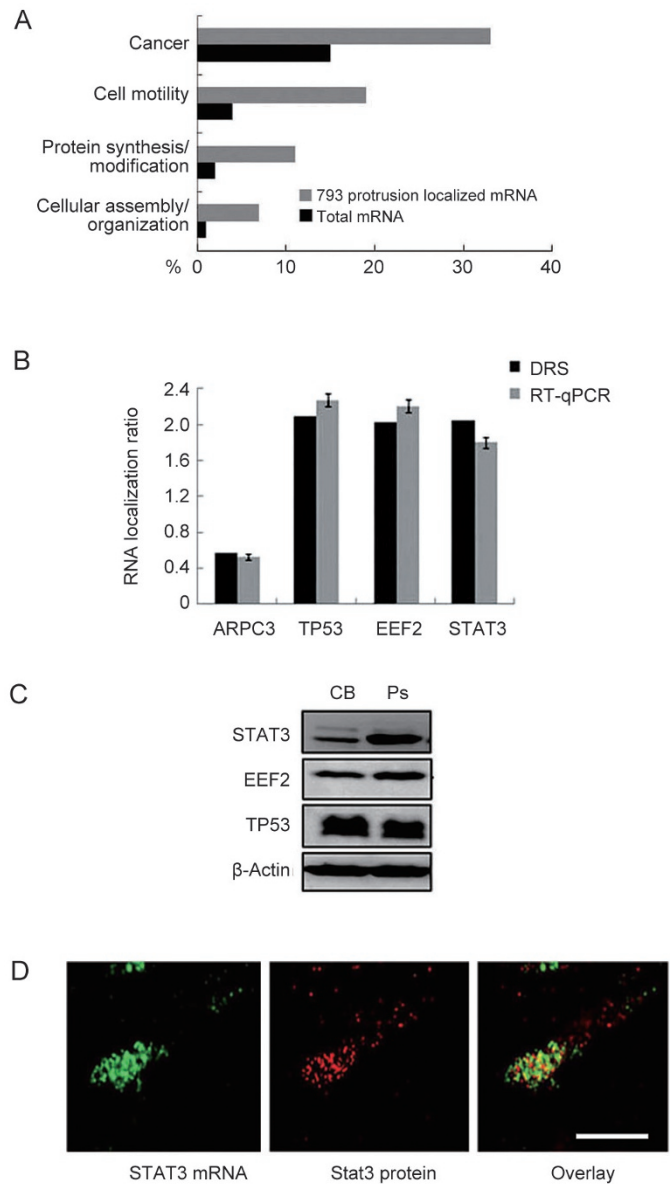 A
Cancer
Cell motility
Protein synthesis/
modification
Cellular assembly/
organization
793 protrusion localized mRNA
Total mRNA
% 0 10 20 30 40
B
DRS
RT-qPCR
RNA localization ratio
2.4
2.0
1.6
1.2
0.8
0.4
0
ARPC3 TP53 EEF2 STAT3
C
CB Ps
STAT3
EEF2
TP53
β-Actin
D
STAT3 mRNA Stat3 protein Overlay